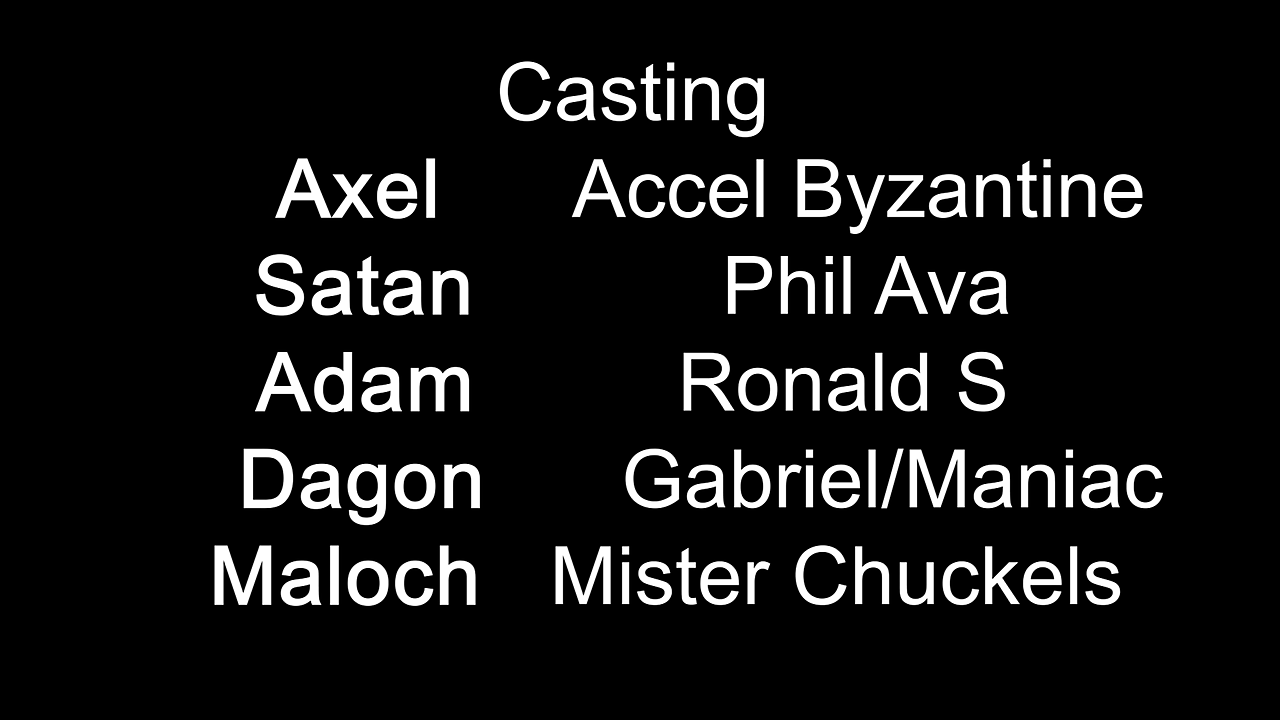 Casting
Axel Accel Byzantine
Satan Phil Ava
Adam Ronald S
Dagon Gabriel/Maniac
Maloch Mister Chuckels